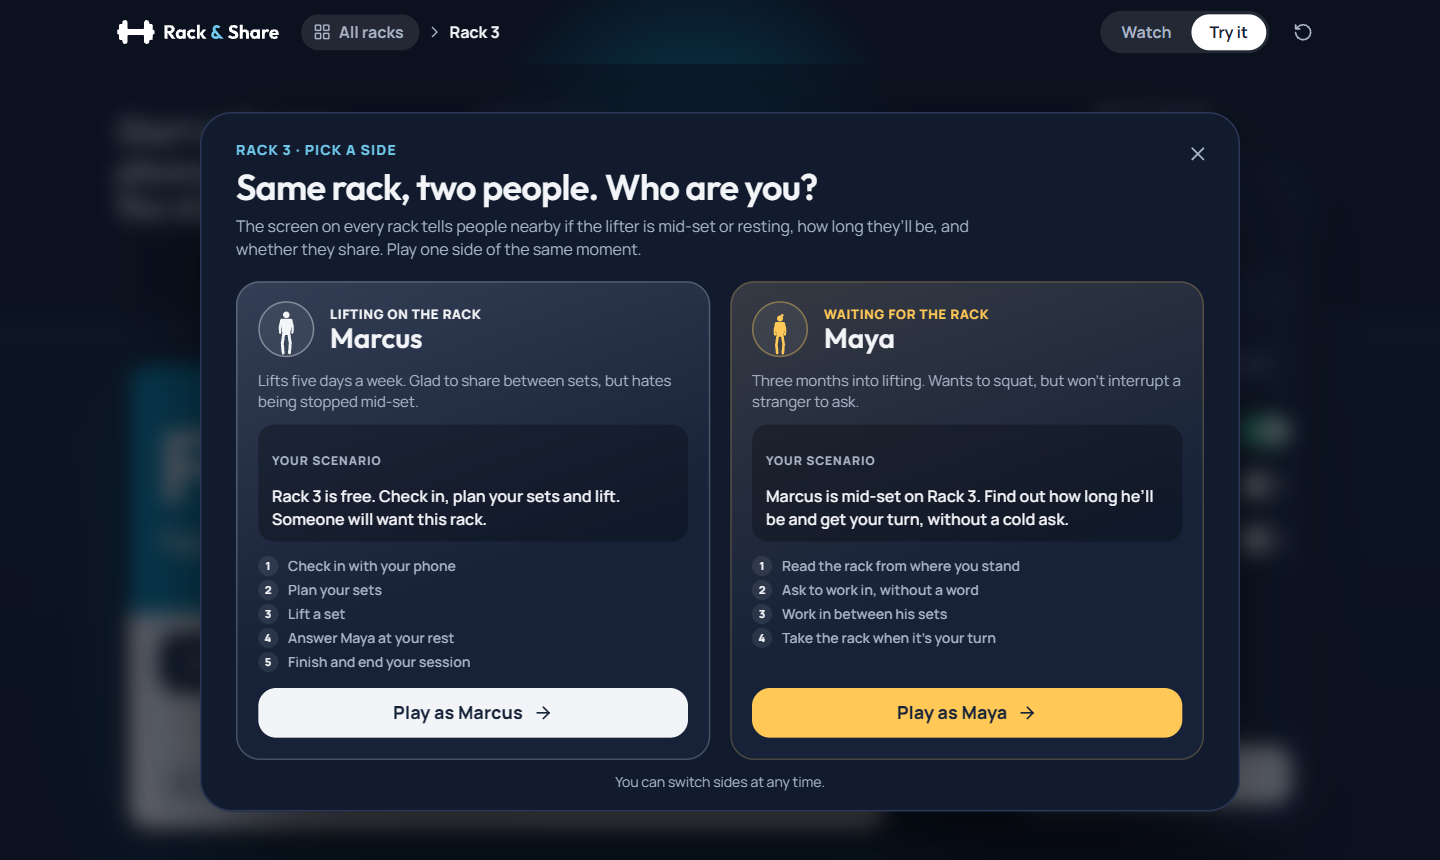 Rack & Share
All racks
Rack 3
Watch
Try it
RACK 3 · PICK A SIDE
Same rack, two people. Who are you?
The screen on every rack tells people nearby if the lifter is mid-set or resting, how long they'll be, and
whether they share. Play one side of the same moment.
LIFTING ON THE RACK
Marcus
Lifts five days a week. Glad to share between sets, but hates
being stopped mid-set.
YOUR SCENARIO
Rack 3 is free. Check in, plan your sets and lift.
Someone will want this rack.
1 Check in with your phone
2 Plan your sets
3 Lift a set
4 Answer Maya at your rest
5 Finish and end your session
Play as Marcus →
WAITING FOR THE RACK
Maya
Three months into lifting. Wants to squat, but won't interrupt a
stranger to ask.
YOUR SCENARIO
Marcus is mid-set on Rack 3. Find out how long he'll
be and get your turn, without a cold ask.
1 Read the rack from where you stand
2 Ask to work in, without a word
3 Work in between his sets
4 Take the rack when it's your turn
Play as Maya →
You can switch sides at any time.